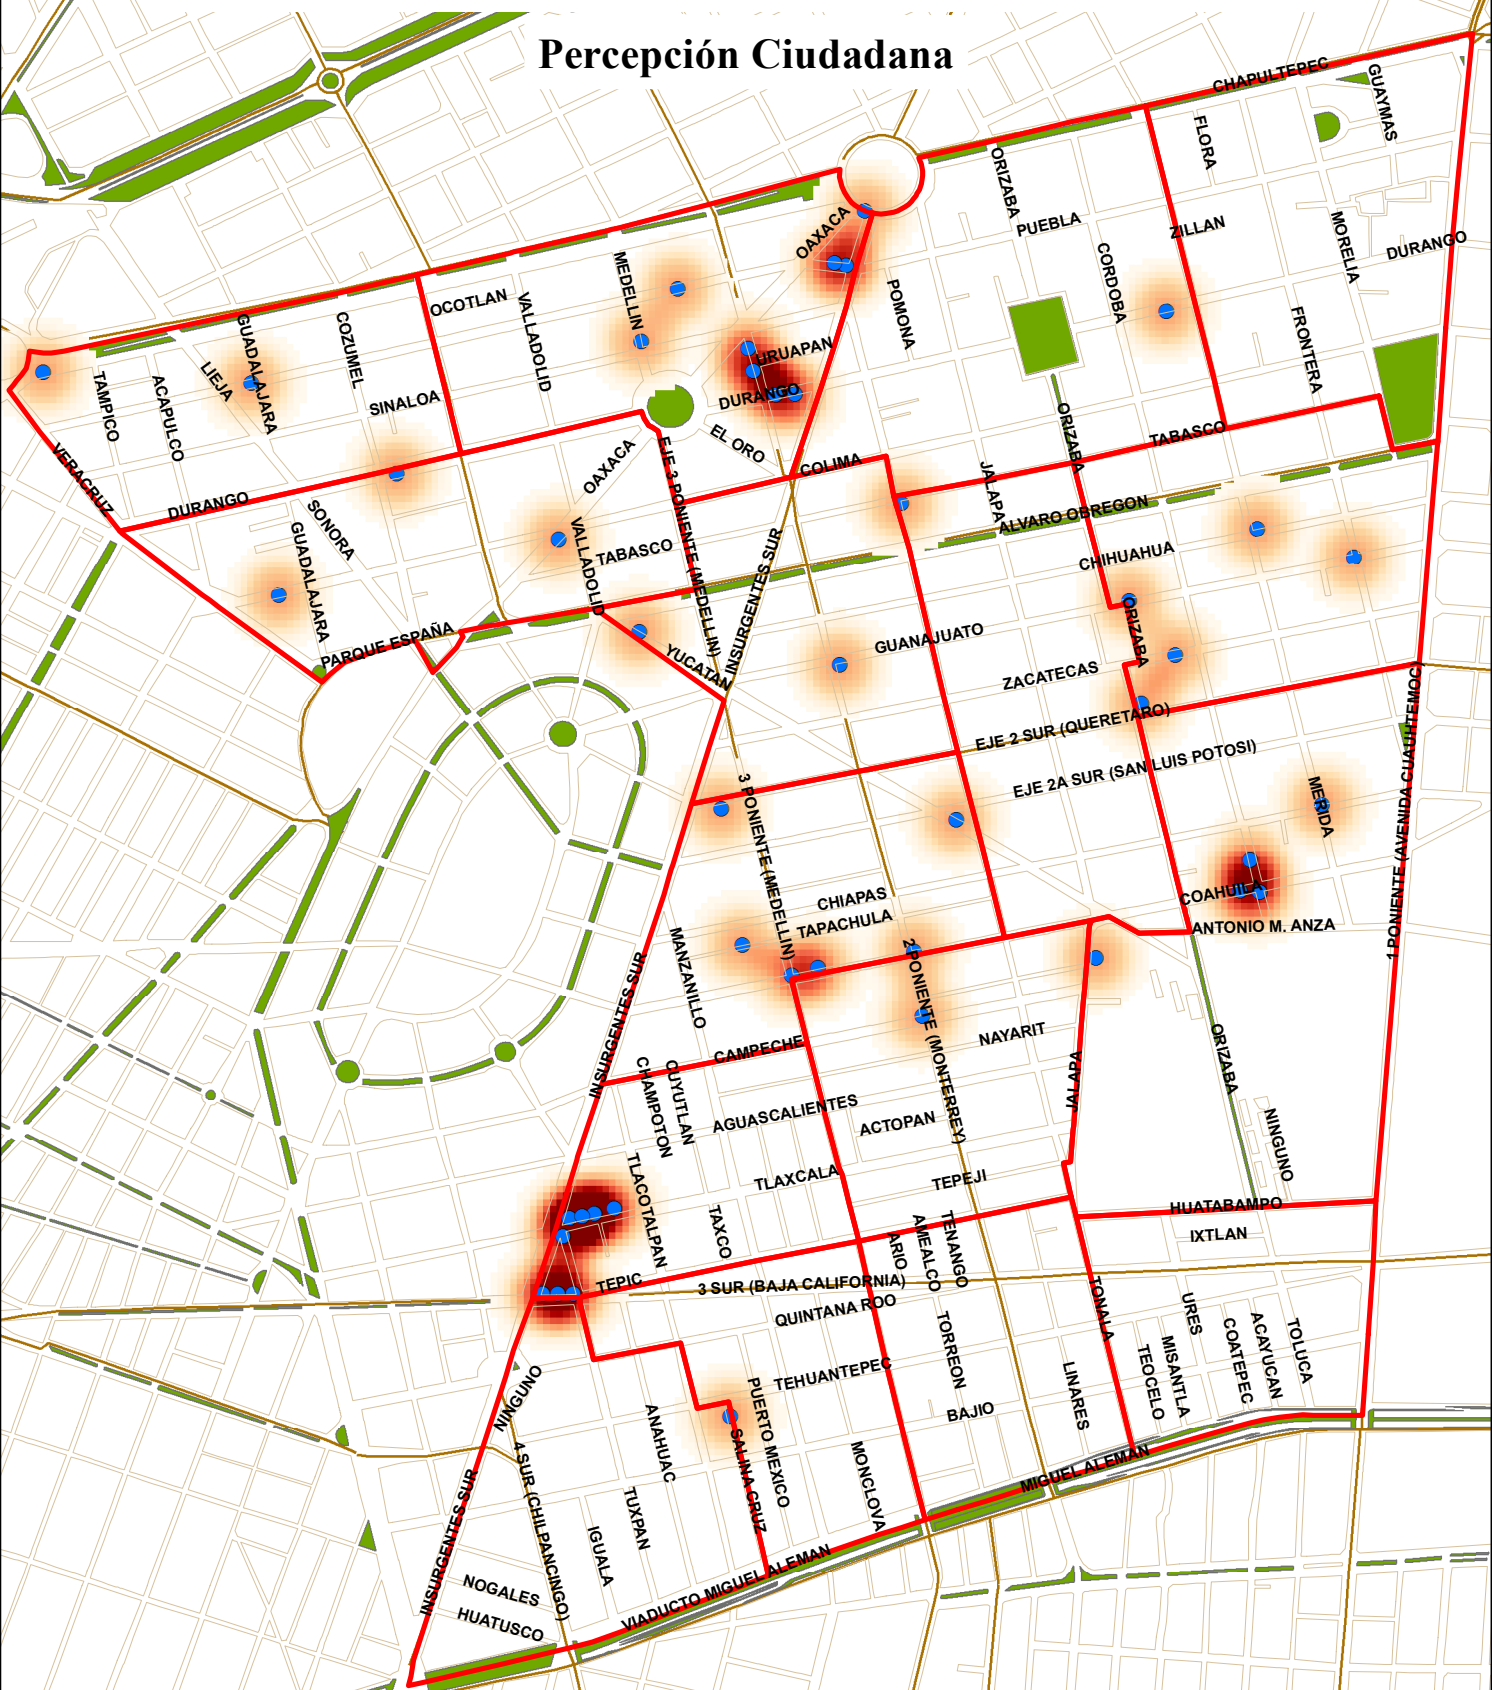 Percepción Ciudadana
CHAPULTEPEC
GUAYMAS
FLORA
ORIZABA
PUEBLA
ZILLAN
MORELIA
DURANGO
OAXACA
CORDOBA
MEDELLIN
POMONA
OCOTLAN
VALLADOLID
COZUMEL
GUADALAJARA
LIEJA
FRONTERA
URUAPAN
DURANGO
TAMPICO
ACAPULCO
SINALOA
EL ORO
ORIZABA
TABASCO
VERACRUZ
DURANGO
OAXACA
EJE 3 PONIENTE (MEDELLIN)
COLIMA
JALAPA
ALVARO OBREGON
SONORA
GUADALAJARA
VALLADOLID
TABASCO
INSURGENTES SUR
CHIHUAHUA
ORIZABA
PARQUE ESPAÑA
YUCATAN
GUANAJUATO
ZACATECAS
EJE 2 SUR (QUERETARO)
EJE 2A SUR (SAN LUIS POTOSI)
1 PONIENTE (AVENIDA CUAUHTEMOC)
3 PONIENTE (MEDELLIN)
MERIDA
CHIAPAS
TAPACHULA
COAHUILA
ANTONIO M. ANZA
MANZANILLO
INSURGENTES SUR
2 PONIENTE (MONTERREY)
NAYARIT
CAMPECHE
ORIZABA
JALAPA
CUYUTLAN
CHAMPOTON
AGUASCALIENTES
ACTOPAN
NINGUNO
TLACOTALPAN
TLAXCALA
TEPEJI
TAXCO
HUATABAMPO
IXTLAN
TENANGO
AMEALCO
ARIO
TEPIC
3 SUR (BAJA CALIFORNIA)
QUINTANA ROO
TONALA
URES
TORREON
COATEPEC
ACAYUCAN
TOLUCA
MISANTLA
TEOCELO
NINGUNO
TEHUANTEPEC
LINARES
PUERTO MEXICO
BAJIO
ANAHUAC
SALINA CRUZ
MONCLOVA
4 SUR (CHILPANCINGO)
MIGUEL ALEMAN
INSURGENTES SUR
TUXPAN
IGUALA
VIADUCTO MIGUEL ALEMAN
NOGALES
HUATUSCO